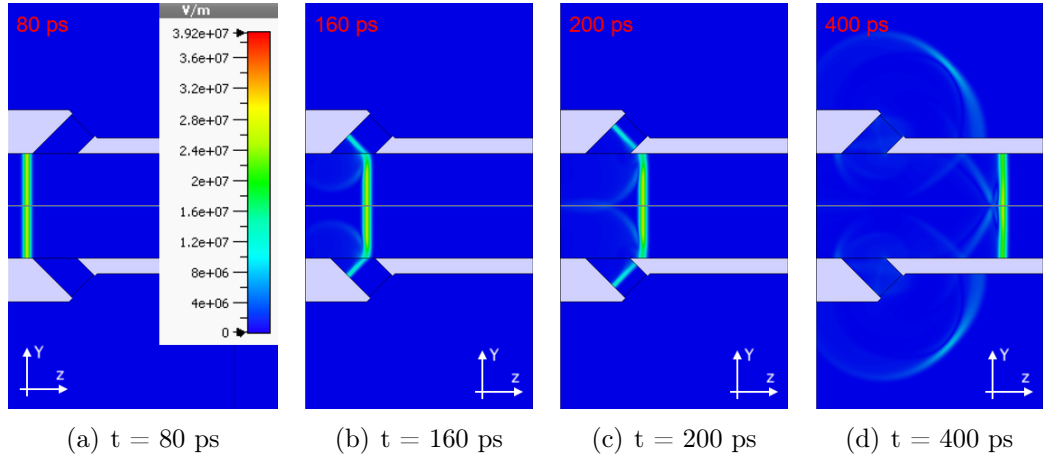 80 ps
V/m
3.92e+07
3.6e+07
3.2e+07
2.8e+07
2.4e+07
2e+07
1.6e+07
1.2e+07
8e+06
4e+06
0
Y
z
160 ps
Y
z
200 ps
Y
z
400 ps
Y
z
(a) t = 80 ps
(b) t = 160 ps
(c) t = 200 ps
(d) t = 400 ps